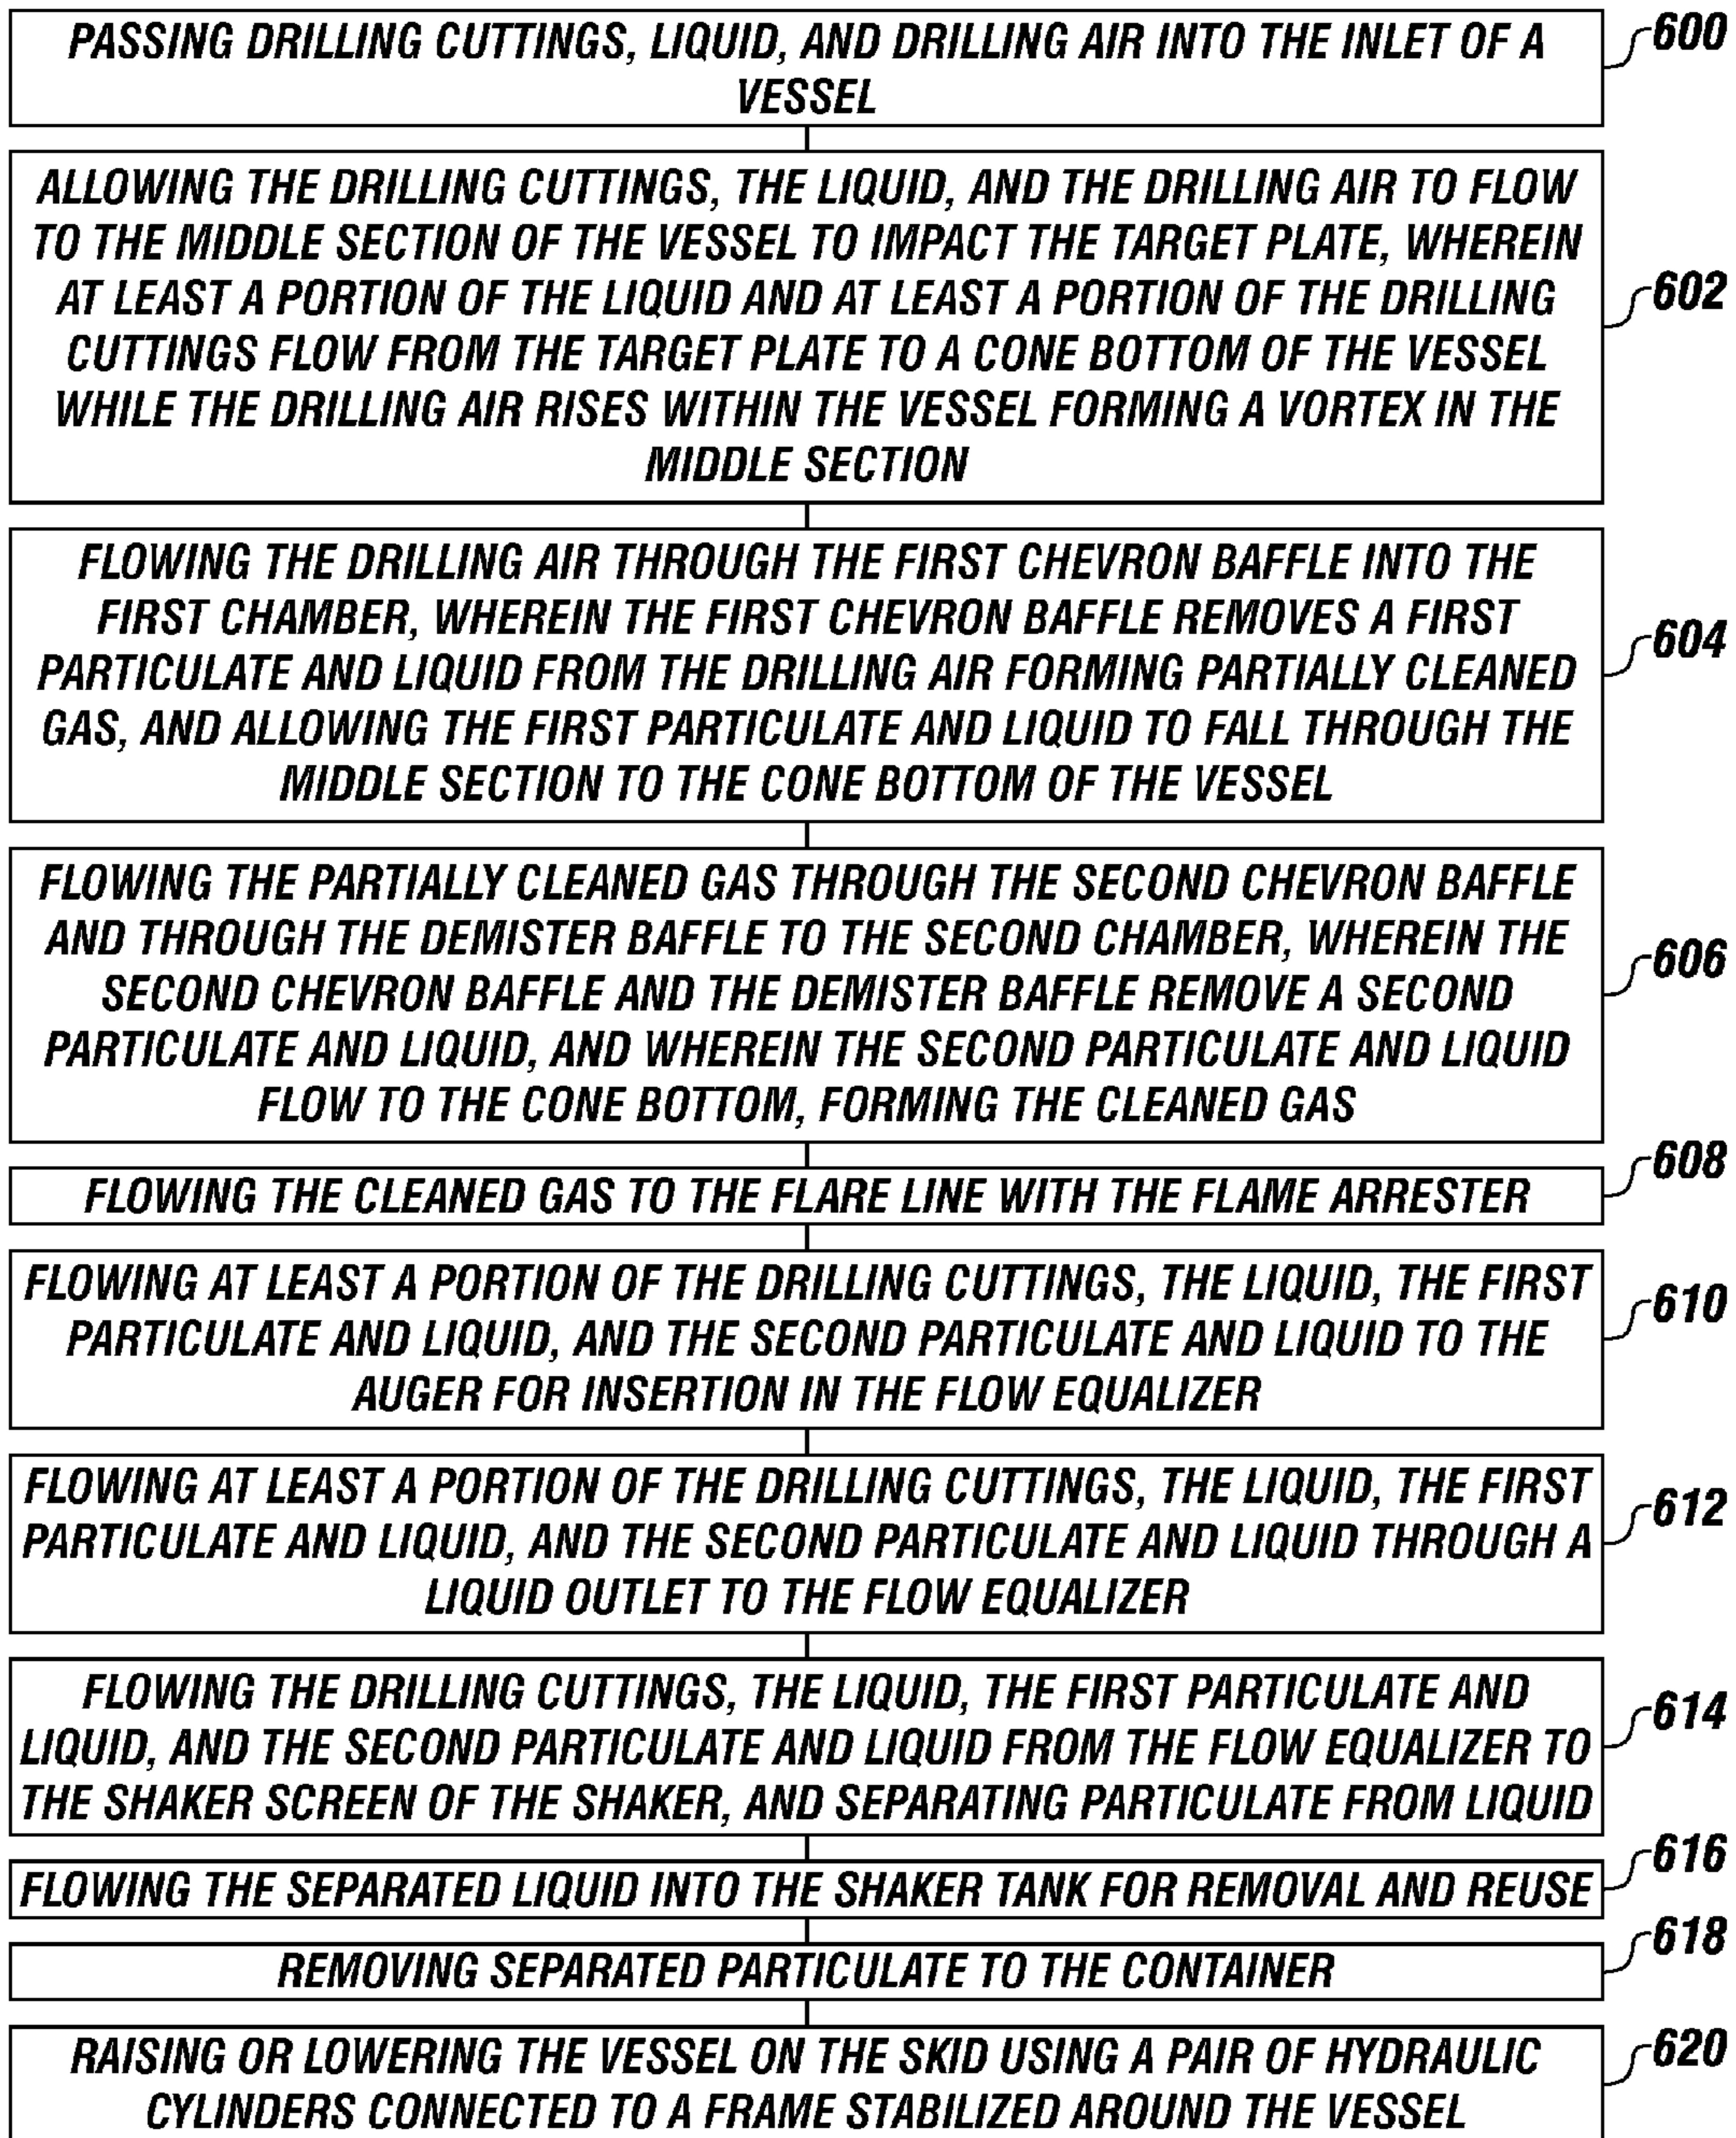 PASSING DRILLING CUTTINGS, LIQUID, AND DRILLING AIR INTO THE INLET OF A
VESSEL
600
ALLOWING THE DRILLING CUTTINGS, THE LIQUID, AND THE DRILLING AIR TO FLOW
TO THE MIDDLE SECTION OF THE VESSEL TO IMPACT THE TARGET PLATE, WHEREIN
AT LEAST A PORTION OF THE LIQUID AND AT LEAST A PORTION OF THE DRILLING
CUTTINGS FLOW FROM THE TARGET PLATE TO A CONE BOTTOM OF THE VESSEL
WHILE THE DRILLING AIR RISES WITHIN THE VESSEL FORMING A VORTEX IN THE
MIDDLE SECTION
602
FLOWING THE DRILLING AIR THROUGH THE FIRST CHEVRON BAFFLE INTO THE
FIRST CHAMBER, WHEREIN THE FIRST CHEVRON BAFFLE REMOVES A FIRST
PARTICULATE AND LIQUID FROM THE DRILLING AIR FORMING PARTIALLY CLEANED
GAS, AND ALLOWING THE FIRST PARTICULATE AND LIQUID TO FALL THROUGH THE
MIDDLE SECTION TO THE CONE BOTTOM OF THE VESSEL
604
FLOWING THE PARTIALLY CLEANED GAS THROUGH THE SECOND CHEVRON BAFFLE
AND THROUGH THE DEMISTER BAFFLE TO THE SECOND CHAMBER, WHEREIN THE
SECOND CHEVRON BAFFLE AND THE DEMISTER BAFFLE REMOVE A SECOND
PARTICULATE AND LIQUID, AND WHEREIN THE SECOND PARTICULATE AND LIQUID
FLOW TO THE CONE BOTTOM, FORMING THE CLEANED GAS
606
FLOWING THE CLEANED GAS TO THE FLARE LINE WITH THE FLAME ARRESTER
608
FLOWING AT LEAST A PORTION OF THE DRILLING CUTTINGS, THE LIQUID, THE FIRST
PARTICULATE AND LIQUID, AND THE SECOND PARTICULATE AND LIQUID TO THE
AUGER FOR INSERTION IN THE FLOW EQUALIZER
610
FLOWING AT LEAST A PORTION OF THE DRILLING CUTTINGS, THE LIQUID, THE FIRST
PARTICULATE AND LIQUID, AND THE SECOND PARTICULATE AND LIQUID THROUGH A
LIQUID OUTLET TO THE FLOW EQUALIZER
612
FLOWING THE DRILLING CUTTINGS, THE LIQUID, THE FIRST PARTICULATE AND
LIQUID, AND THE SECOND PARTICULATE AND LIQUID FROM THE FLOW EQUALIZER TO
THE SHAKER SCREEN OF THE SHAKER, AND SEPARATING PARTICULATE FROM LIQUID
614
FLOWING THE SEPARATED LIQUID INTO THE SHAKER TANK FOR REMOVAL AND REUSE
616
REMOVING SEPARATED PARTICULATE TO THE CONTAINER
618
RAISING OR LOWERING THE VESSEL ON THE SKID USING A PAIR OF HYDRAULIC
CYLINDERS CONNECTED TO A FRAME STABILIZED AROUND THE VESSEL
620